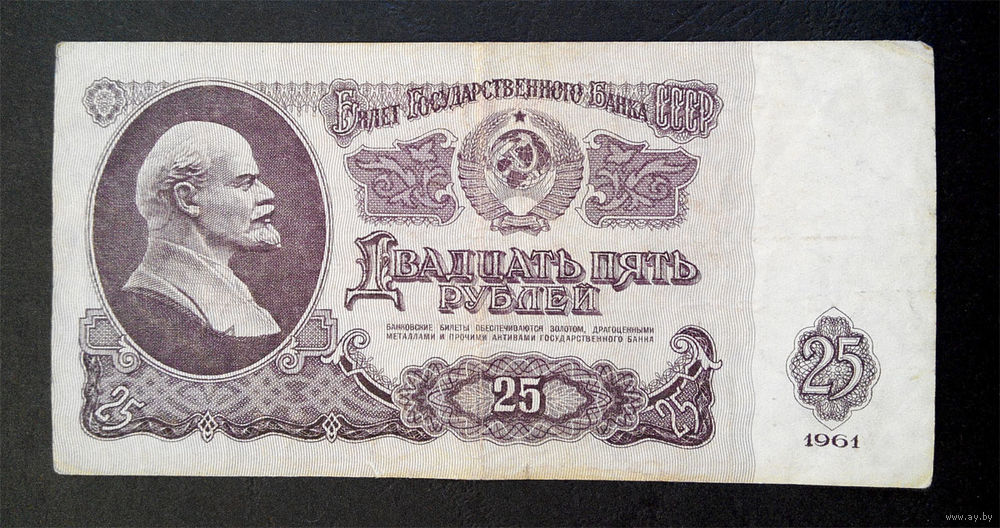 Билет Государственного Банка СССР
Двадцать пять
рублей
БАНКОВСКИЕ БИЛЕТЫ ОБЕСПЕЧИВАЮТСЯ ЗОЛОТОМ, ДРАГОЦЕННЫМИ
МЕТАЛЛАМИ И ПРОЧИМИ АКТИВАМИ ГОСУДАРСТВЕННОГО БАНКА
25
25
25
25
1961
www.ay.by